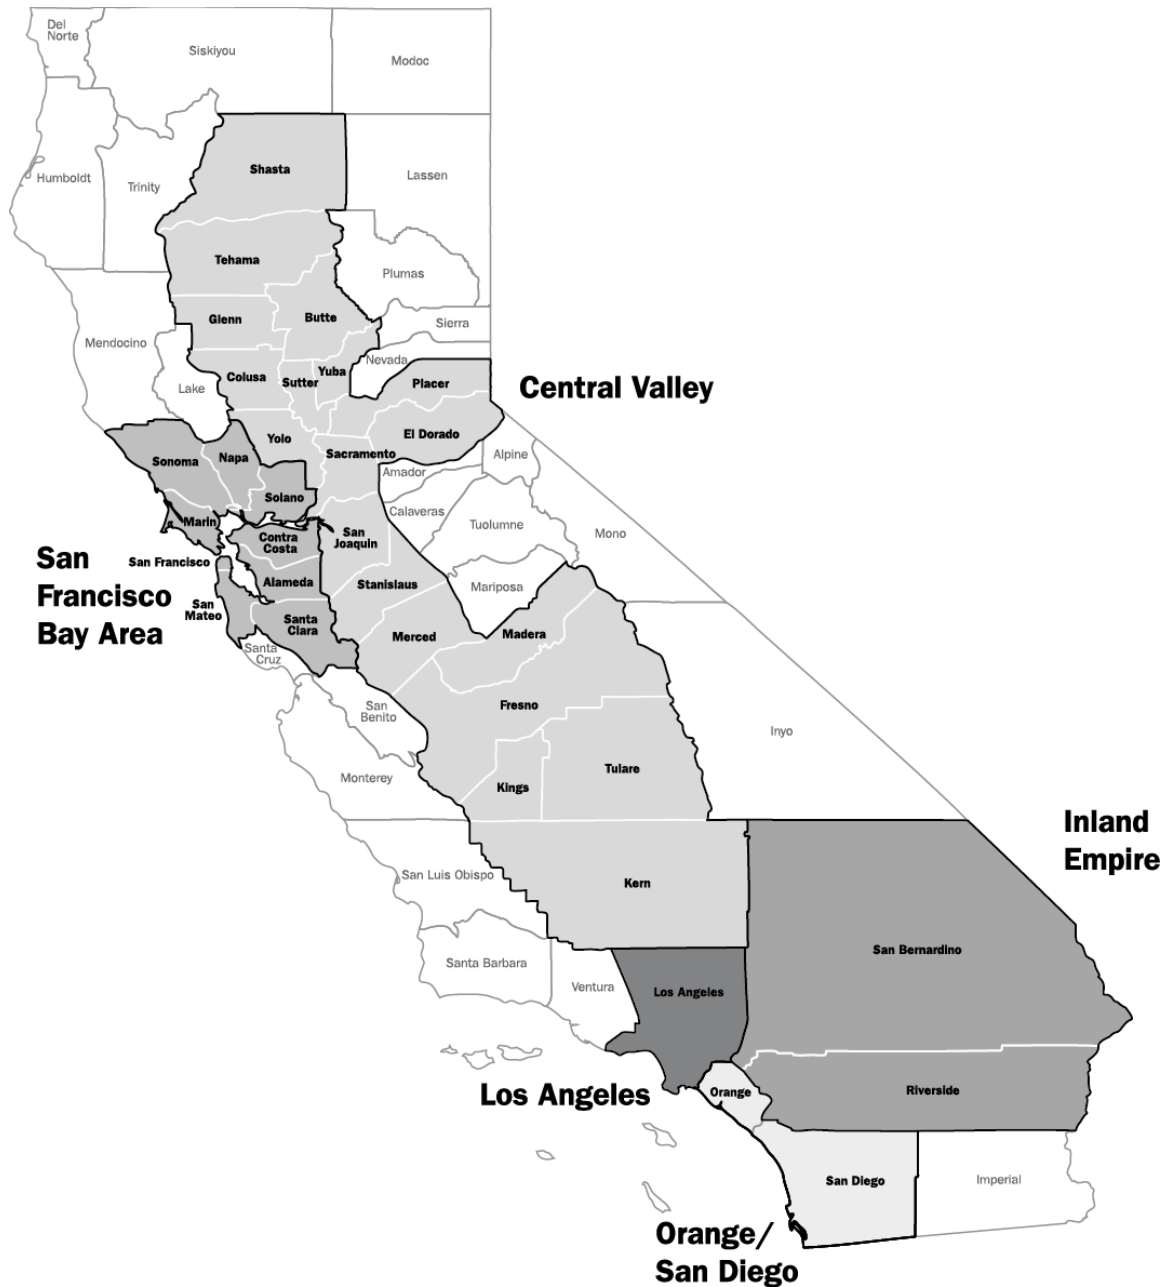 Del
Norte
Siskiyou
Modoc
Shasta
Humboldt
Trinity
Lassen
Tehama
Plumas
Glenn
Butte
Sierra
Mendocino
Nevada
Lake
Colusa
Sutter
Yuba
Placer
Central Valley
Yolo
El Dorado
Sonoma
Napa
Sacramento
Alpine
Amador
Solano
Calaveras
Marin
Tuolumne
Mono
Contra
Costa
San
Joaquin
San
Francisco
Bay Area
San Francisco
Alameda
Stanislaus
Mariposa
San
Mateo
Santa
Clara
Merced
Madera
Santa
Cruz
San
Benito
Fresno
Inyo
Monterey
Kings
Tulare
Inland
Empire
San Luis Obispo
Kern
San Bernardino
Santa Barbara
Ventura
Los Angeles
Los Angeles
Orange
Riverside
San Diego
Imperial
Orange/
San Diego